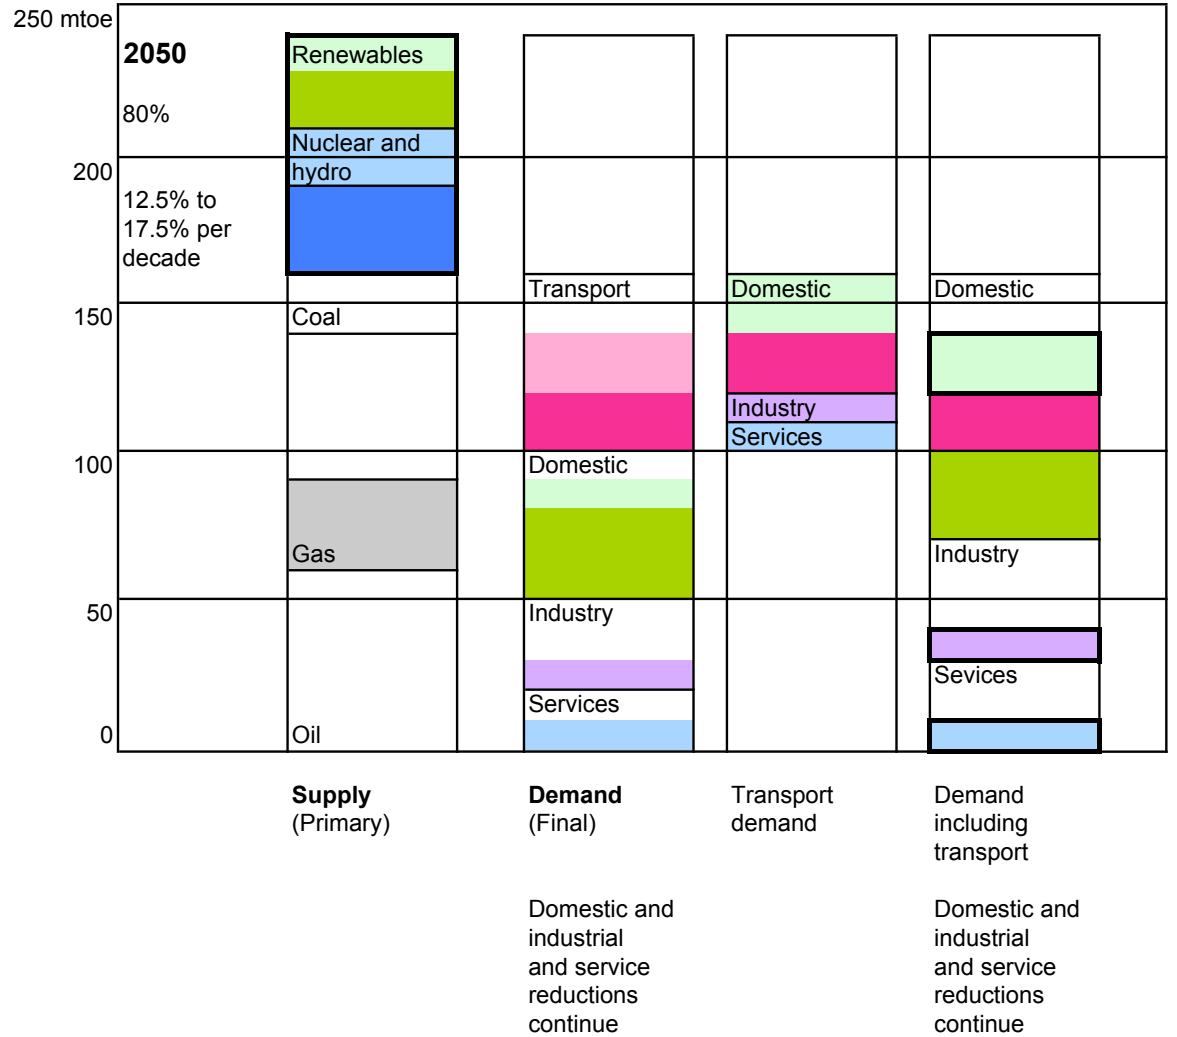 250 mtoe
2050
Renewables
80%
Nuclear and
hydro
200
12.5% to
17.5% per
decade
Transport
Domestic
Domestic
150
Coal
Industry
Services
100
Domestic
Gas
Industry
50
Industry
Sevices
Services
0
Oil
Supply
(Primary)
Demand
(Final)
Transport
demand
Demand
including
transport
Domestic and
industrial
and service
reductions
continue
Domestic and
industrial
and service
reductions
continue